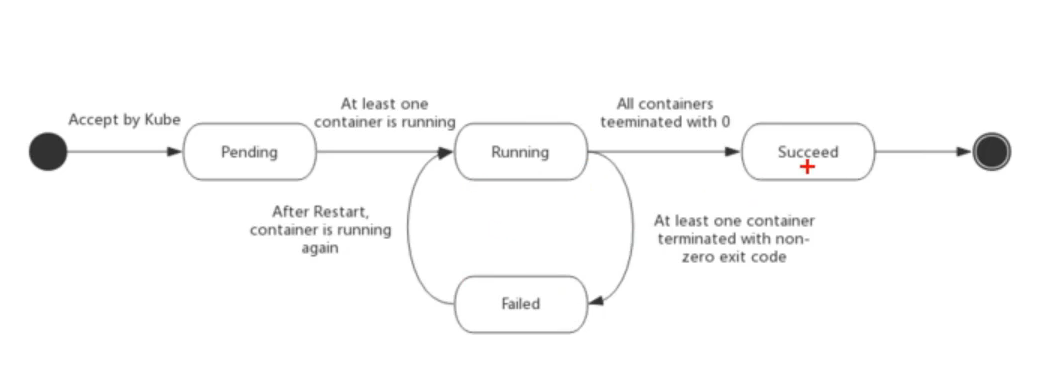 Accept by Kube
Pending
At least one
container is running
Running
All containers
teeminated with 0
Succeed
After Restart,
container is running
again
At least one container
terminated with non-
zero exit code
Failed